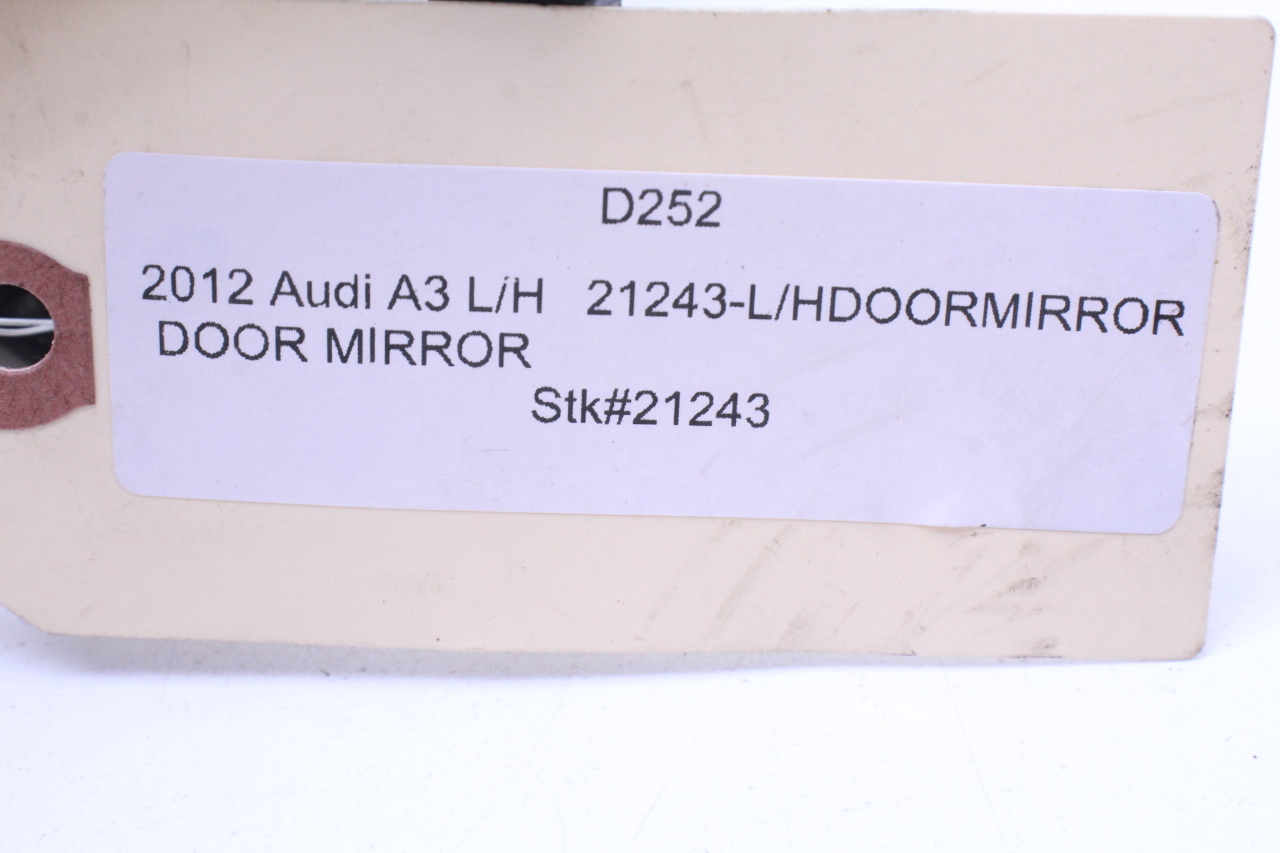 D252
2012 Audi A3 L/H 21243-L/HDOORMIRROR
DOOR MIRROR
Stk#21243